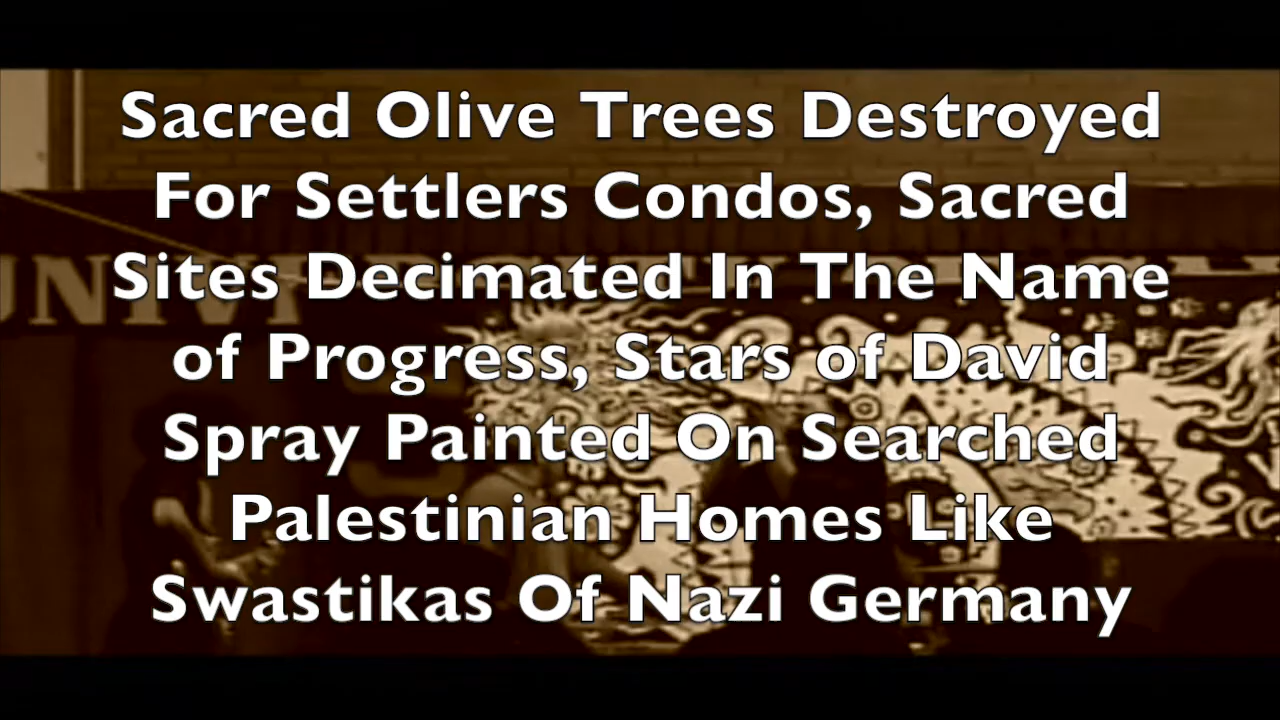 Sacred Olive Trees Destroyed
For Settlers Condos, Sacred
Sites Decimated In The Name
of Progress, Stars of David
Spray Painted On Searched
Palestinian Homes Like
Swastikas Of Nazi Germany